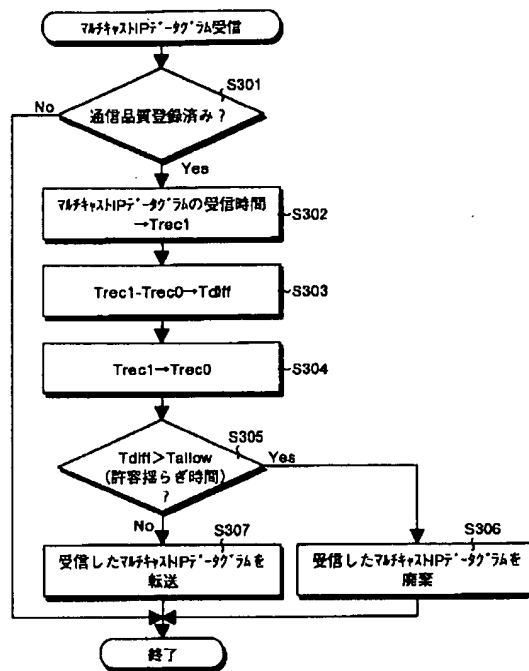 マルチキャストIPデータグラム受信
S301
No
通信品質登録済み?
Yes
マルチキャストIPデータグラムの受信時間
→Trec1
S302
Trec1-Trec0→Tdiff
S303
Trec1→Trec0
S304
S305
Tdiff>Tallow
(許容揺らぎ時間)
?
Yes
No
S307
受信したマルチキャストIPデータグラムを
転送
S306
受信したマルチキャストIPデータグラムを
廃棄
終了